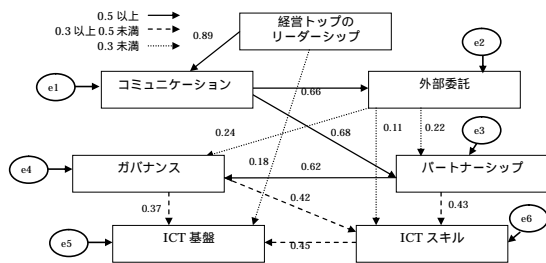 0.5 以上
0.3 以上 0.5 未満
0.3 未満
経営トップの
リーダーシップ
0.89
e1
コミュニケーション
e2
外部委託
0.66
0.24
0.68
0.11
0.22
e3
e4
ガバナンス
0.18
0.62
パートナーシップ
0.37
0.42
0.43
e5
ICT 基盤
0.45
ICT スキル
e6